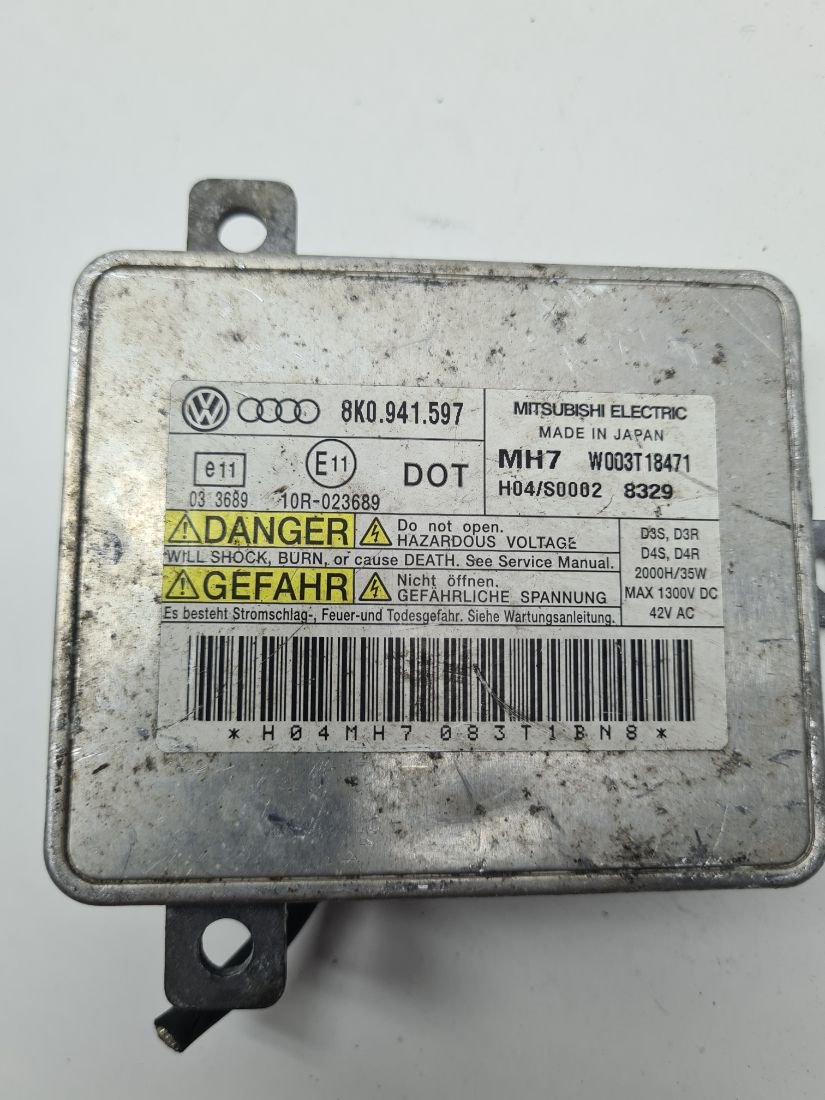 8K0.941.597
MITSUBISHI ELECTRIC
MADE IN JAPAN
MH7 W003T18471
H04/S0002 8329
e11
03 3689
E11
10R-023689
DOT
DANGER
Do not open.
HAZARDOUS VOLTAGE
WILL SHOCK, BURN, or cause DEATH. See Service Manual.
GEFAHR
Nicht öffnen.
GEFÄHRLICHE SPANNUNG
Es besteht Stromschlag-, Feuer-und Todesgefahr. Siehe Wartungsanleitung.
D3S, D3R
D4S, D4R
2000H/35W
MAX 1300V DC
42V AC
*H04MH7083T1BN8*